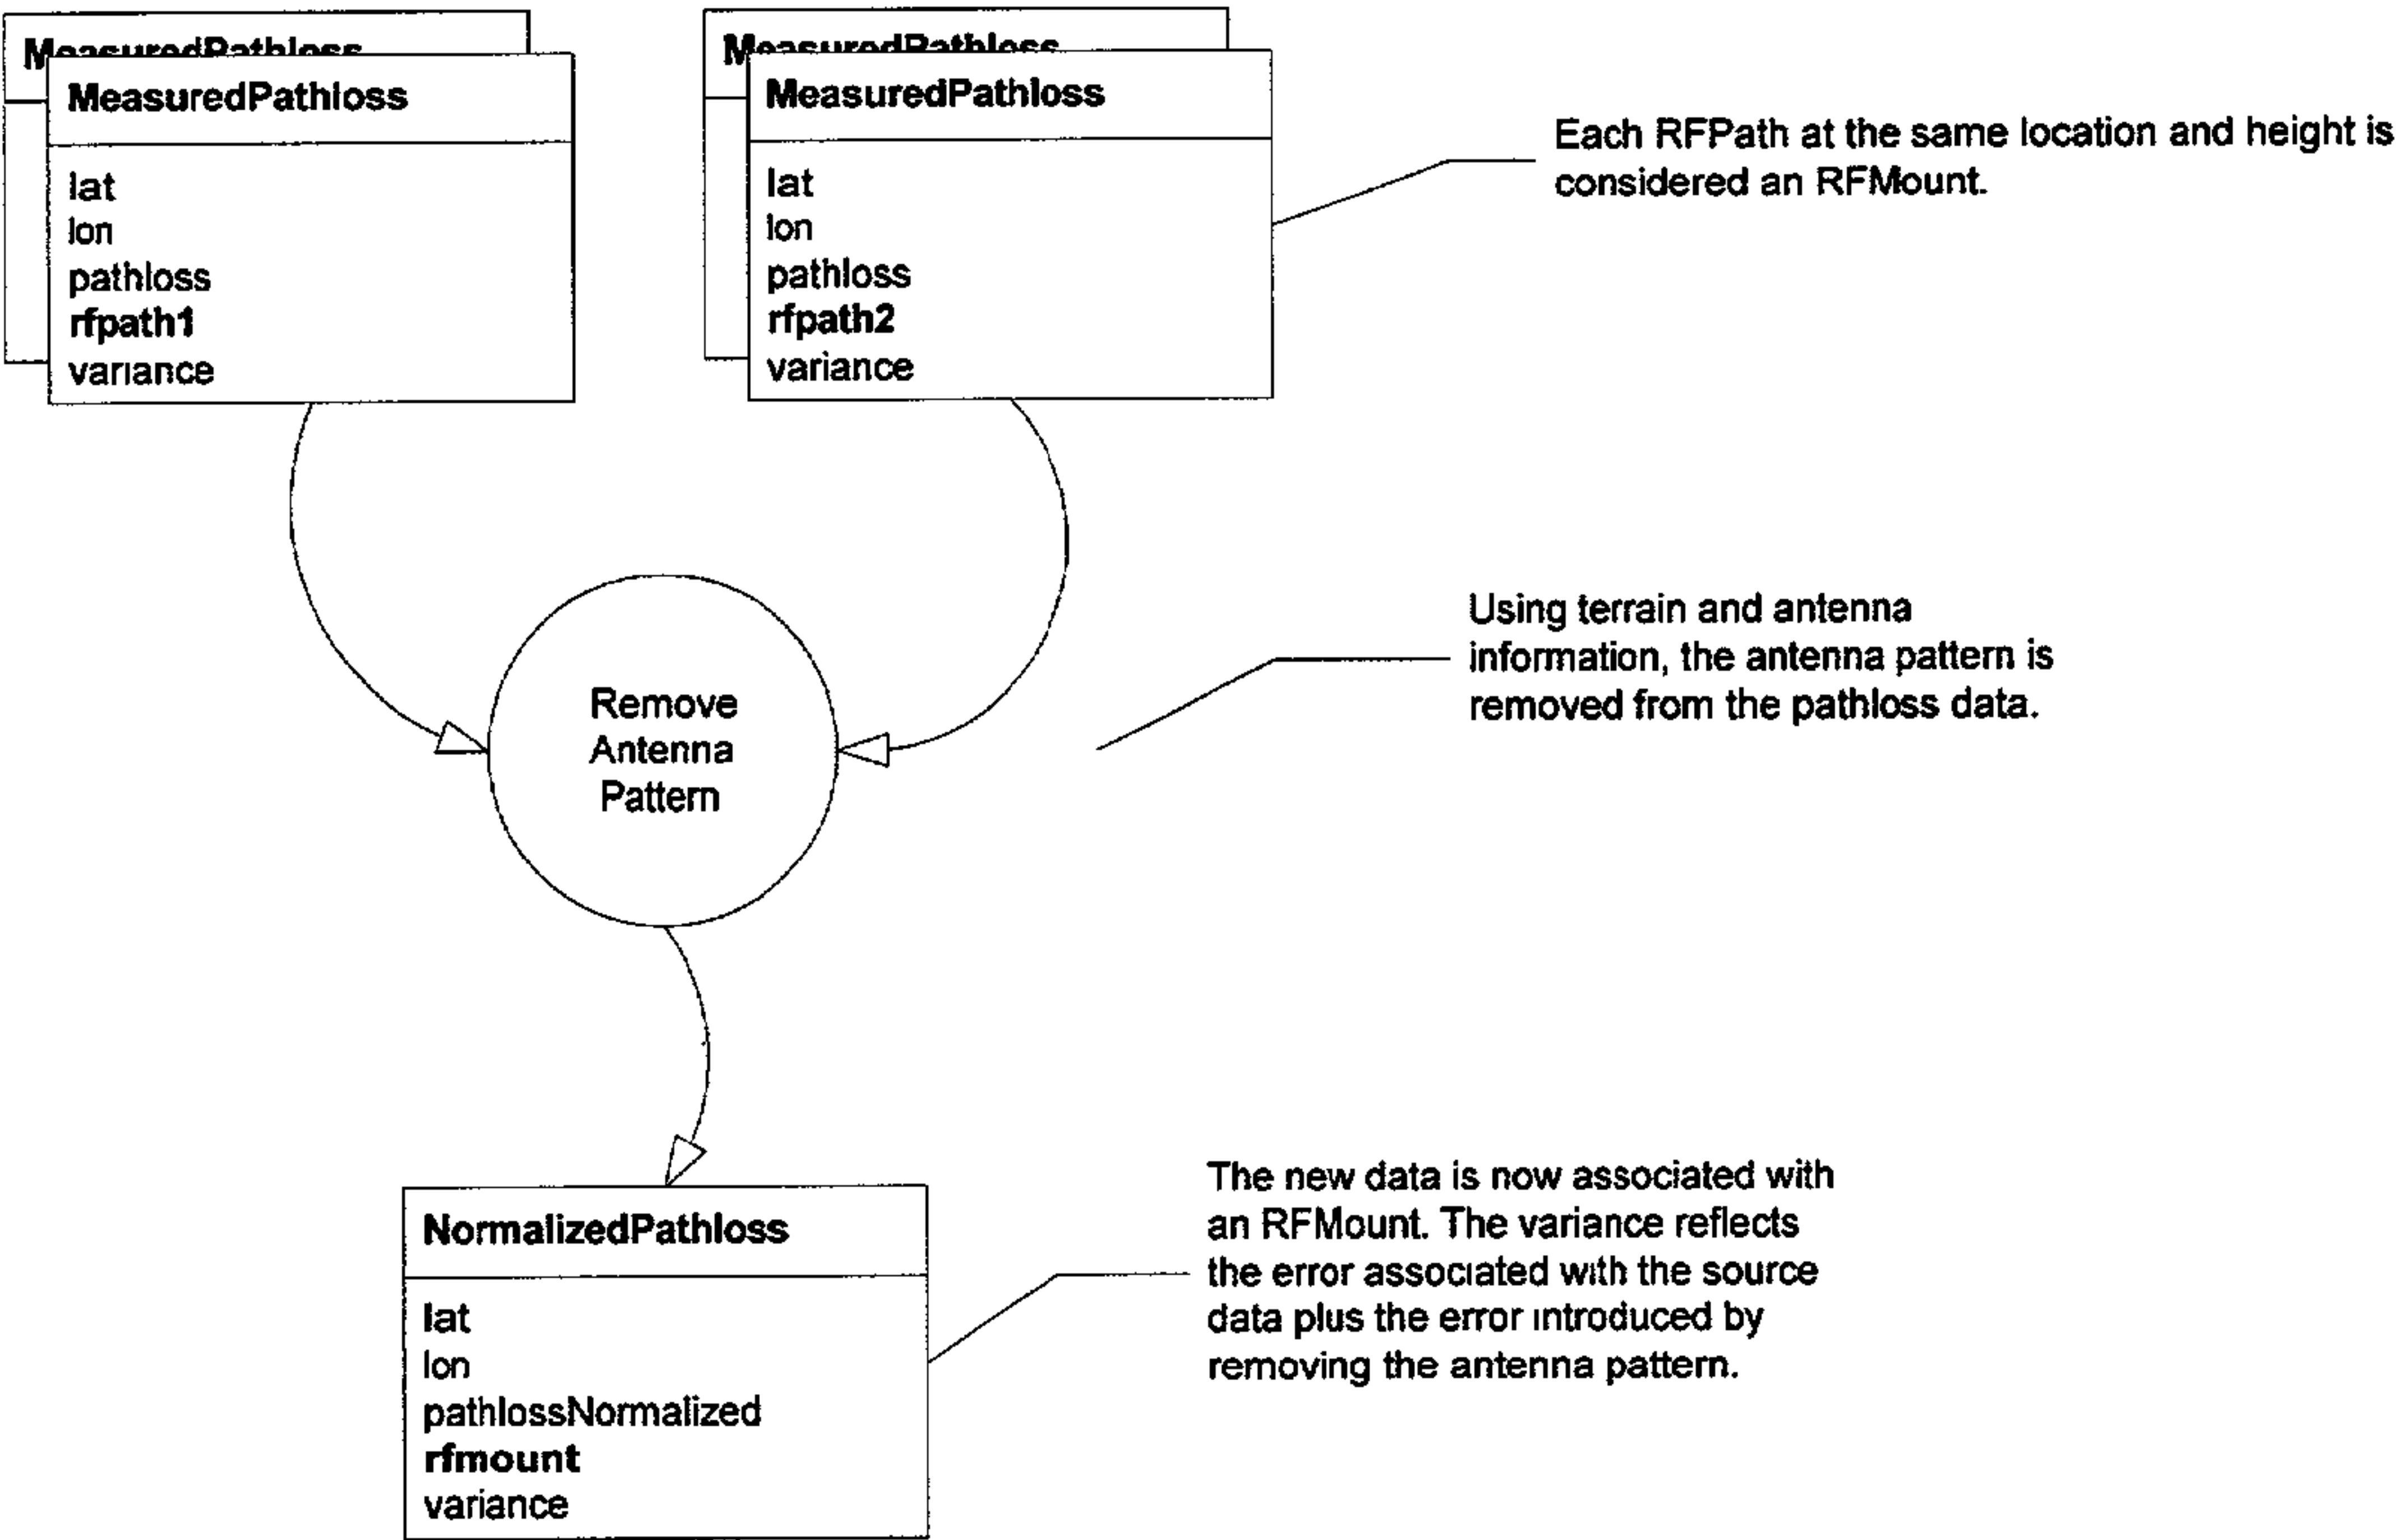 MeasuredPathloss
MeasuredPathloss
lat
lon
pathloss
rfpath1
variance
MeasuredPathloss
MeasuredPathloss
lat
lon
pathloss
rfpath2
variance
Each RFPath at the same location and height is
considered an RFMount.
Remove
Antenna
Pattern
Using terrain and antenna
information, the antenna pattern is
removed from the pathloss data.
NormalizedPathloss
lat
lon
pathlossNormalized
rfmount
variance
The new data is now associated with
an RFMount. The variance reflects
the error associated with the source
data plus the error introduced by
removing the antenna pattern.